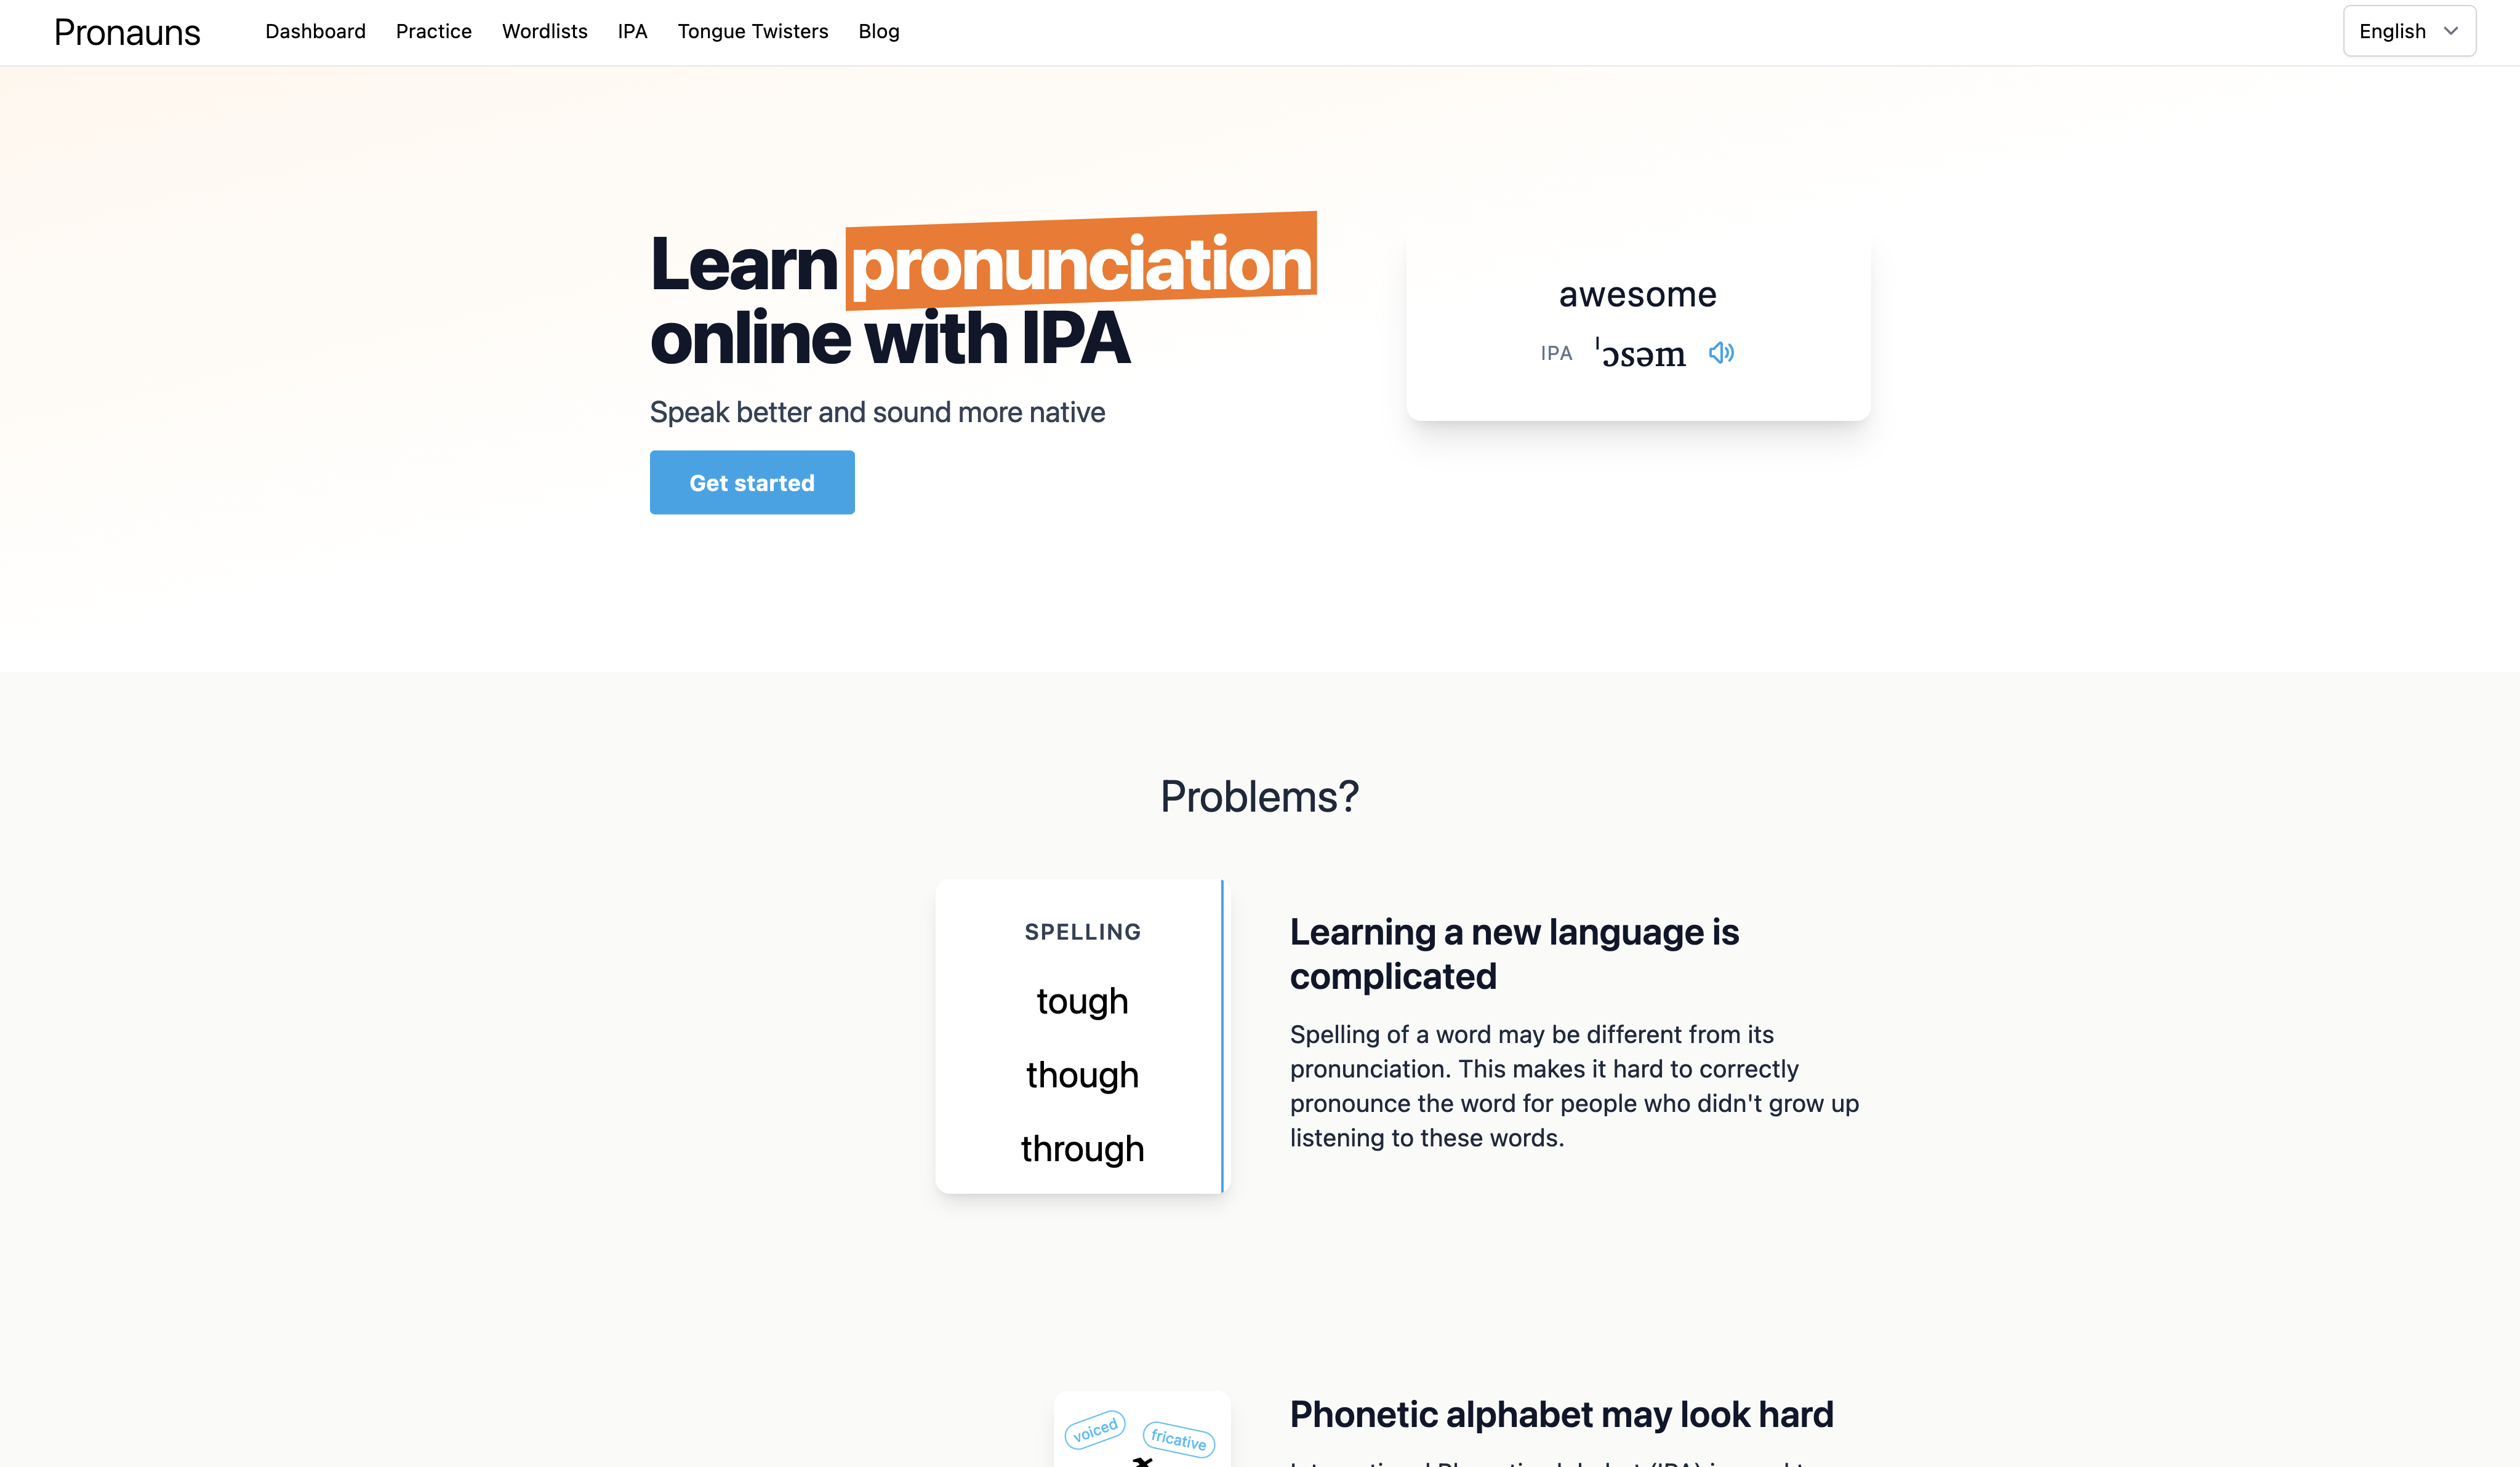 Pronauns
Dashboard
Practice
Wordlists
IPA
Tongue Twisters
Blog
English
Learn pronunciation
online with IPA
Speak better and sound more native
Get started
awesome
IPA ˈɔsəm
Problems?
SPELLING
tough
though
through
Learning a new language is
complicated
Spelling of a word may be different from its
pronunciation. This makes it hard to correctly
pronounce the word for people who didn't grow up
listening to these words.
voiced
fricative
Phonetic alphabet may look hard